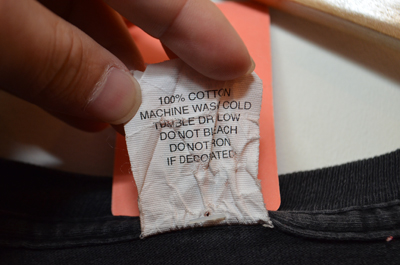 100% COTTON
MACHINE WASH COLD
TUMBLE DRY LOW
DO NOT BLEACH
DO NOT IRON
IF DECORATED